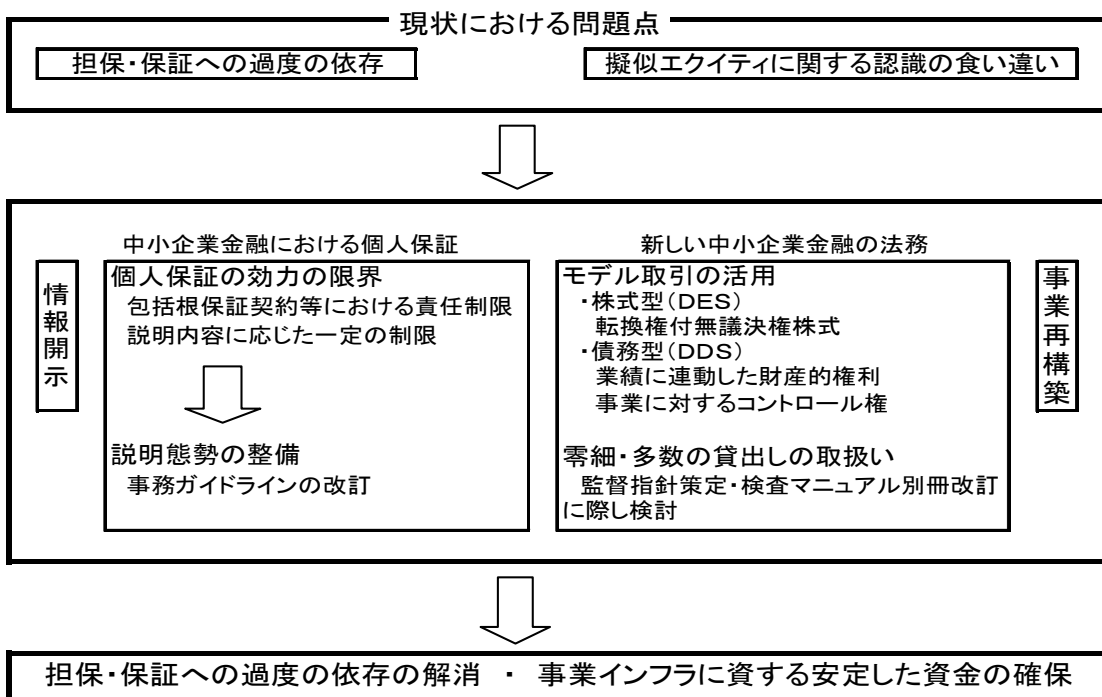 現状における問題点
担保・保証への過度の依存
擬似エクイティに関する認識の食い違い
情報開示
中小企業金融における個人保証
個人保証の効力の限界
包括根保証契約等における責任制限
説明内容に応じた一定の制限
説明態勢の整備
事務ガイドラインの改訂
新しい中小企業金融の法務
モデル取引の活用
・株式型(DES)
転換権付無議決権株式
・債務型(DDS)
業績に連動した財産的権利
事業に対するコントロール権
零細・多数の貸出しの取扱い
監督指針策定・検査マニュアル別冊改訂
に際し検討
事業再構築
担保・保証への過度の依存の解消 ・ 事業インフラに資する安定した資金の確保